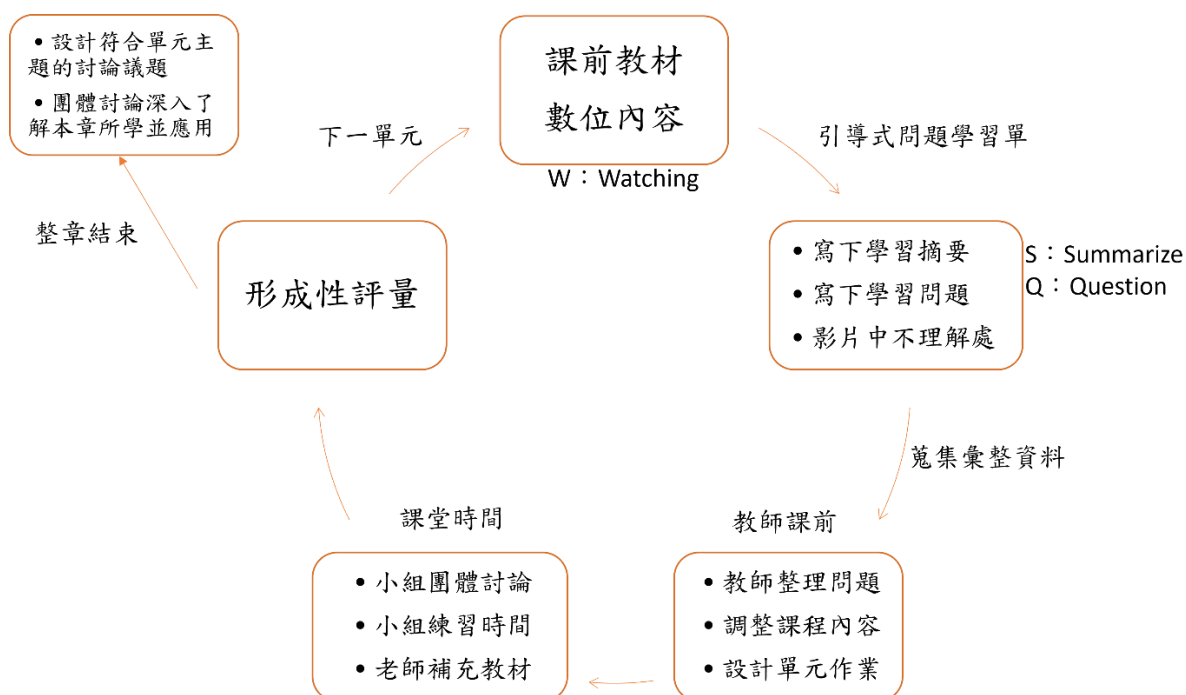 • 設計符合單元主
題的討論議題
• 團體討論深入了
解本章所學並應用
課前教材
數位內容
W：Watching
下一單元
引導式問題學習單
整章結束
形成性評量
• 寫下學習摘要
• 寫下學習問題
• 影片中不理解處
S：Summarize
Q：Question
蒐集彙整資料
課堂時間
教師課前
• 小組團體討論
• 小組練習時間
• 老師補充教材
• 教師整理問題
• 調整課程內容
• 設計單元作業